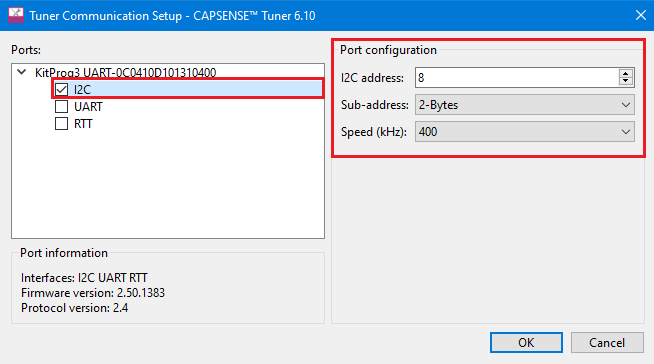 Tuner Communication Setup - CAPSENSE™ Tuner 6.10
Ports:
KitProg3 UART-0C0410D101310400
I2C
UART
RTT
Port information
Interfaces: I2C UART RTT
Firmware version: 2.50.1383
Protocol version: 2.4
Port configuration
I2C address: 8
Sub-address: 2-Bytes
Speed (kHz): 400
OK Cancel